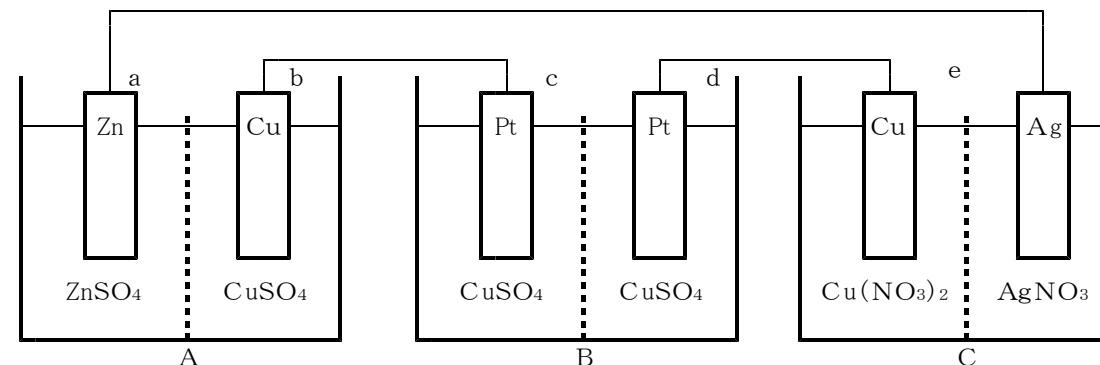 a b c d e
Zn Cu Pt Pt Cu Ag
ZnSO₄ CuSO₄ CuSO₄ CuSO₄ Cu(NO₃)₂ AgNO₃
A B C